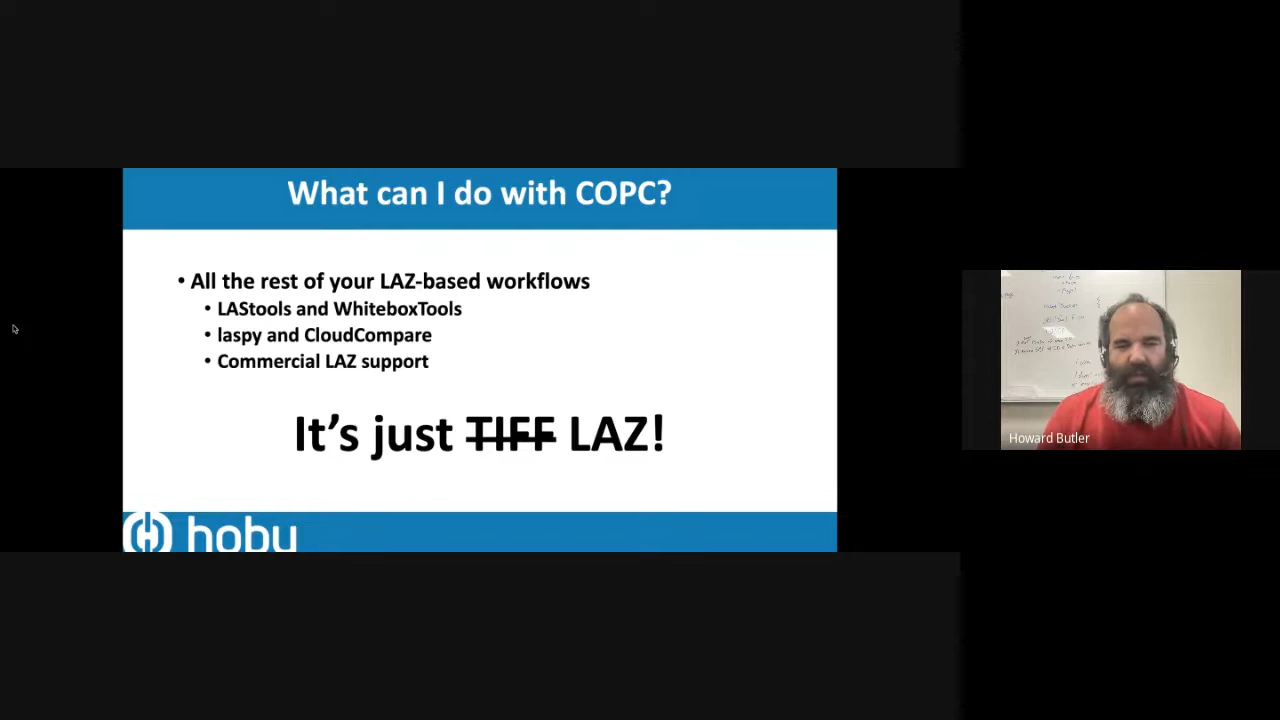 What can I do with COPC?
• All the rest of your LAZ-based workflows
• LAStools and WhiteboxTools
• laspy and CloudCompare
• Commercial LAZ support
It's just TIFF LAZ!
hobu
Howard Butler